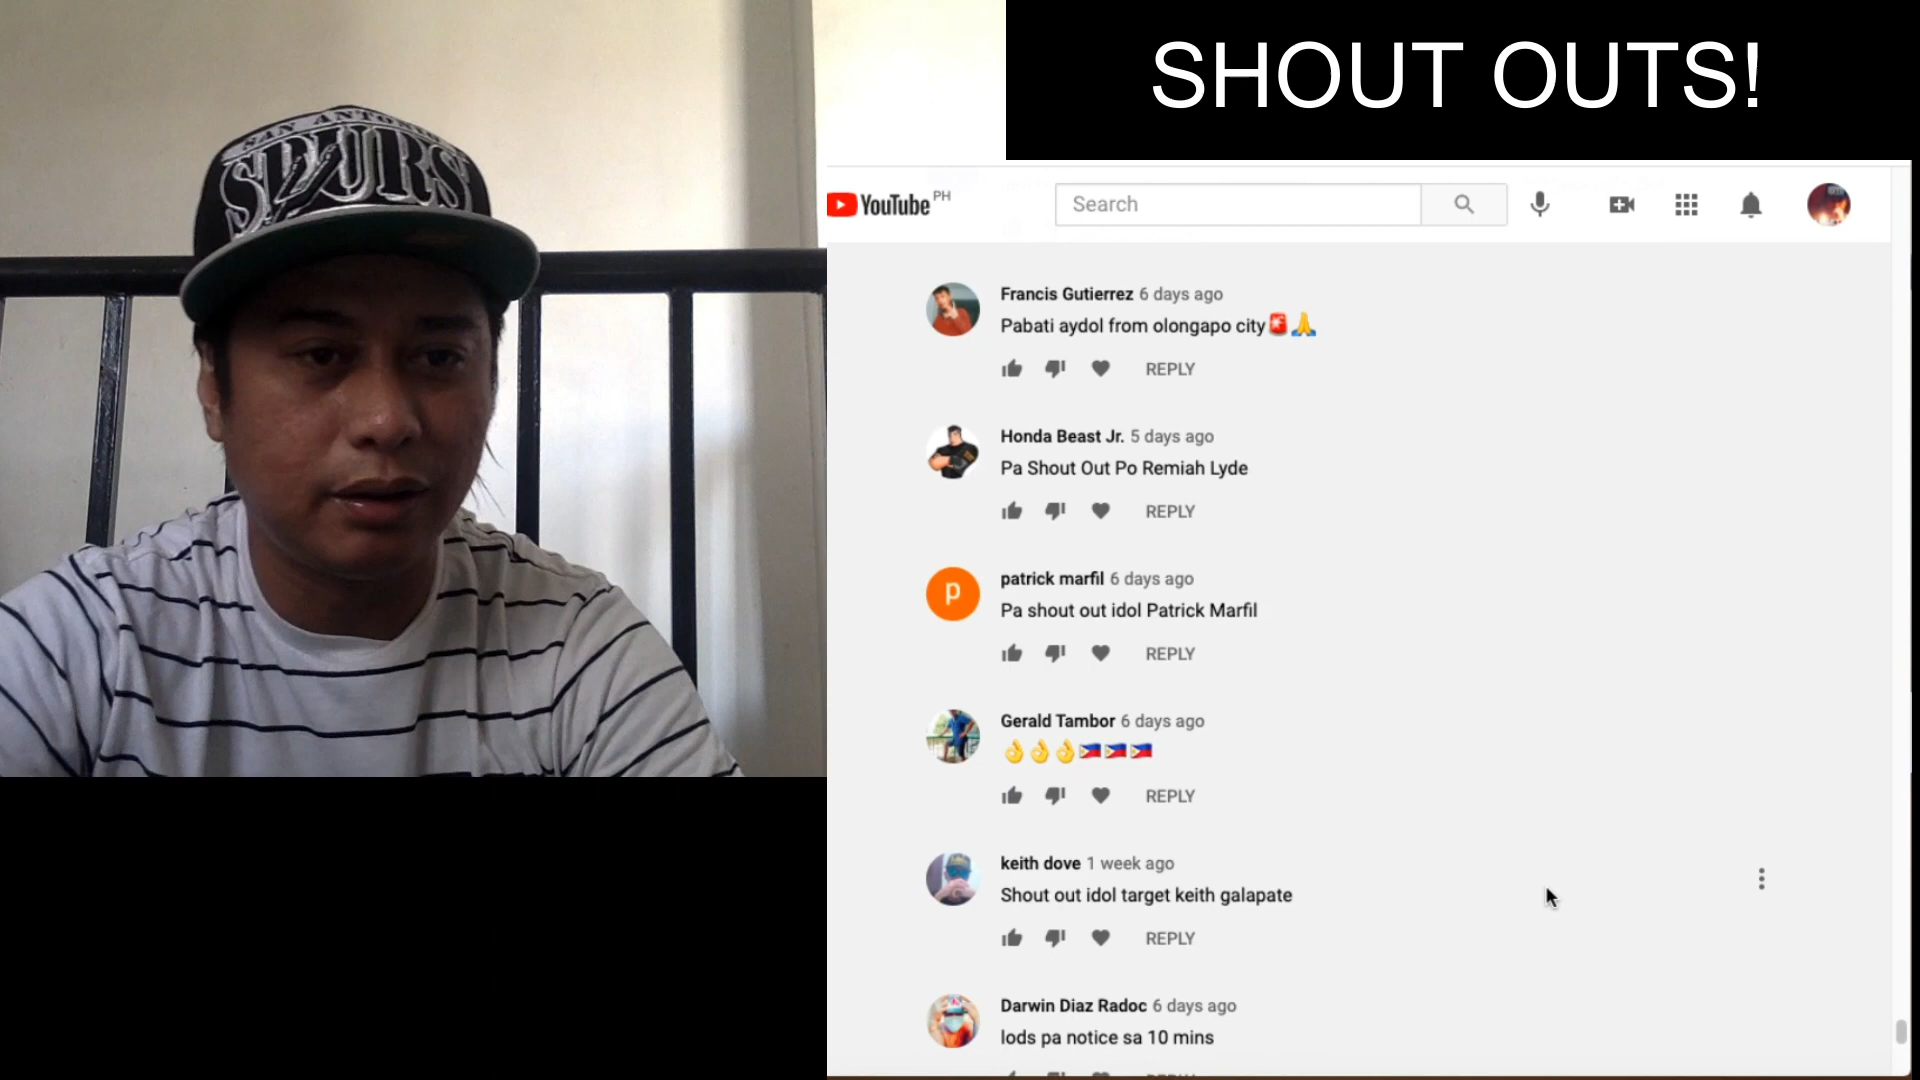 SHOUT OUTS!
SAN ANTONIO
SPURS
YouTube PH
Search
Francis Gutierrez 6 days ago
Pabati aydol from olongapo city🚨🙏
REPLY
Honda Beast Jr. 5 days ago
Pa Shout Out Po Remiah Lyde
REPLY
patrick marfil 6 days ago
p
Pa shout out idol Patrick Marfil
REPLY
Gerald Tambor 6 days ago
👌👌👌🇵🇭🇵🇭🇵🇭
REPLY
keith dove 1 week ago
Shout out idol target keith galapate
REPLY
Darwin Diaz Radoc 6 days ago
lods pa notice sa 10 mins